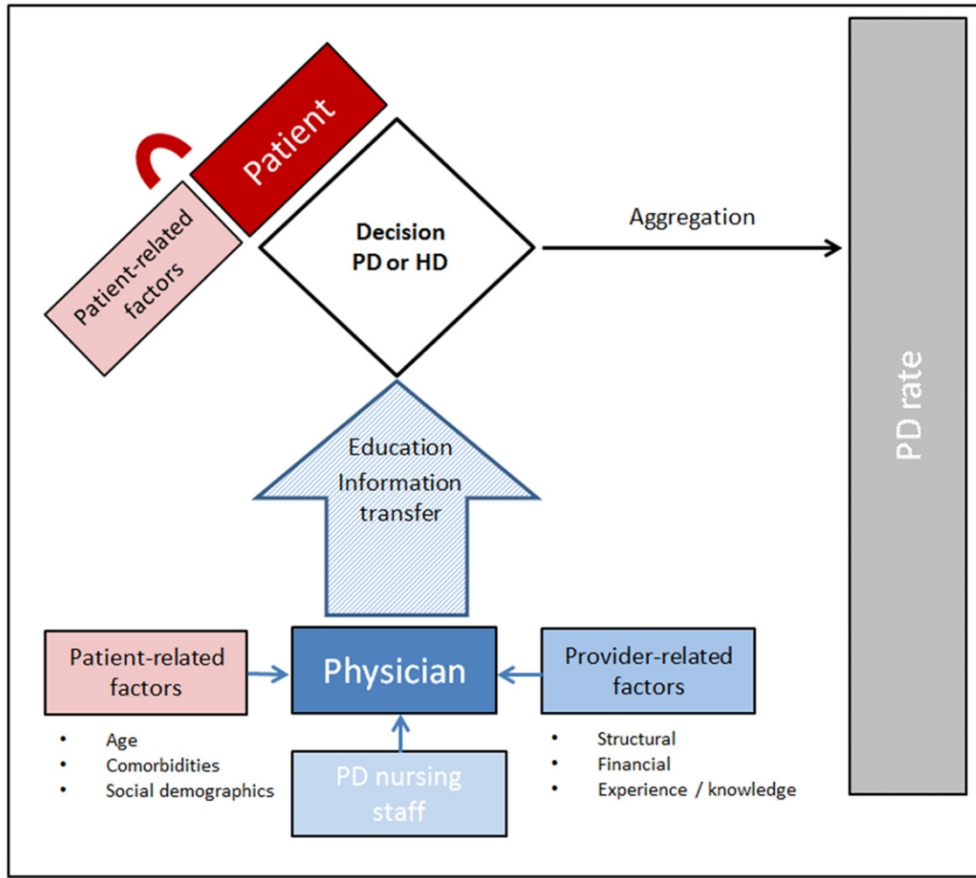 Patient
Patient-related
factors
Decision
PD or HD
Aggregation
PD rate
Education
Information
transfer
Patient-related
factors
Physician
Provider-related
factors
• Age
• Comorbidities
• Social demographics
PD nursing
staff
• Structural
• Financial
• Experience / knowledge